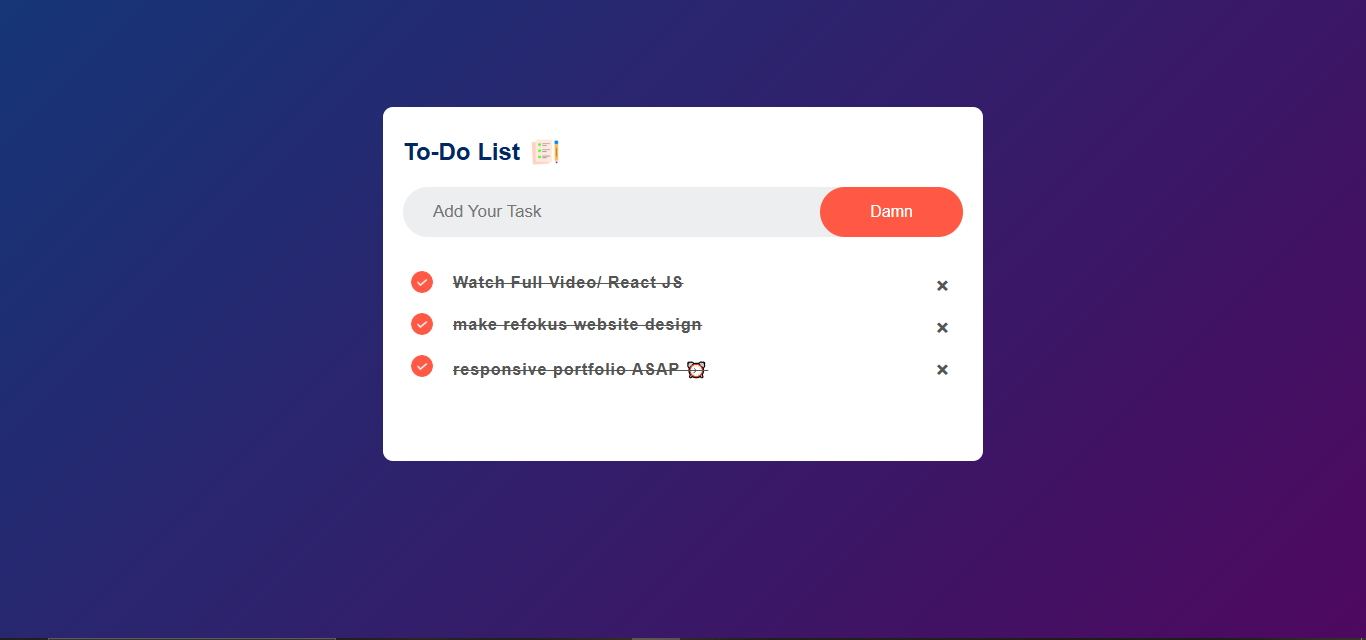 To-Do List
Add Your Task
Damn
Watch Full Video/ React JS
make refokus website design
responsive portfolio ASAP ⏰